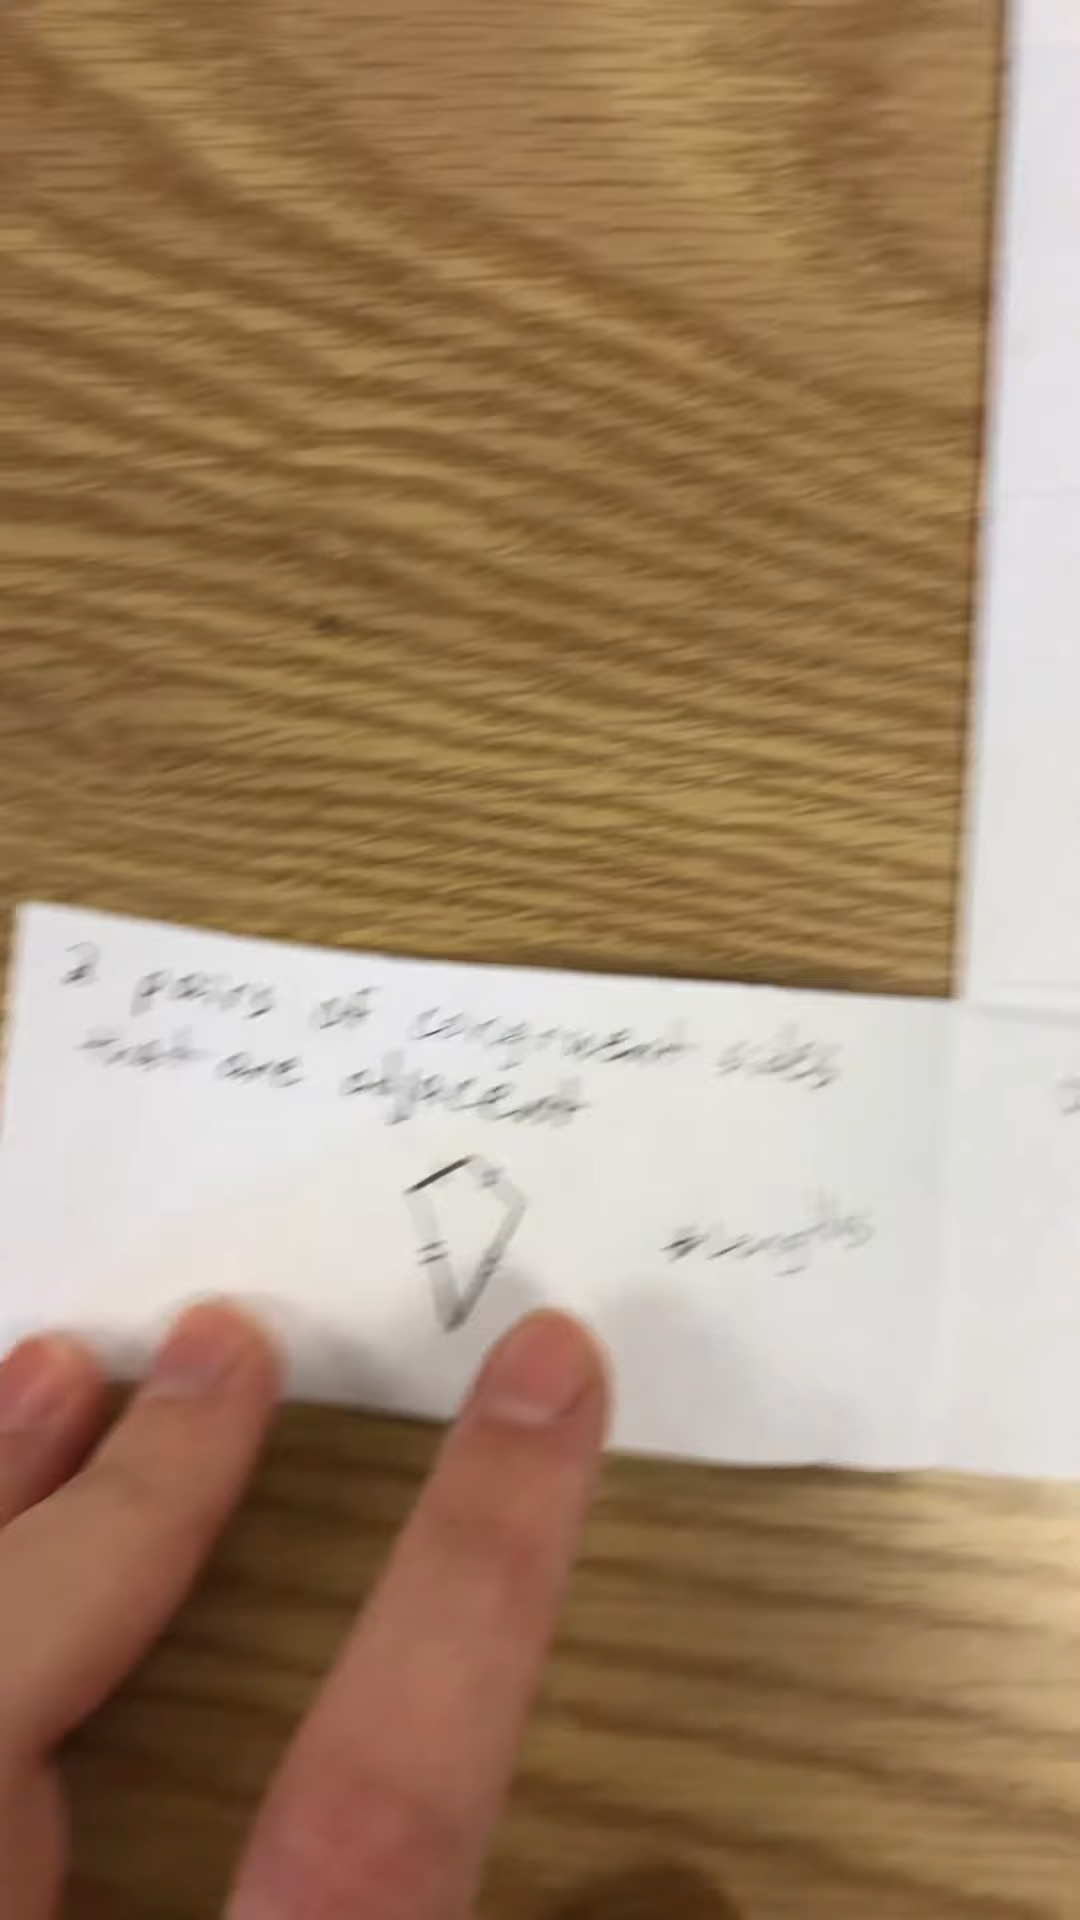 2 pairs of congruent sides
that are adjacent